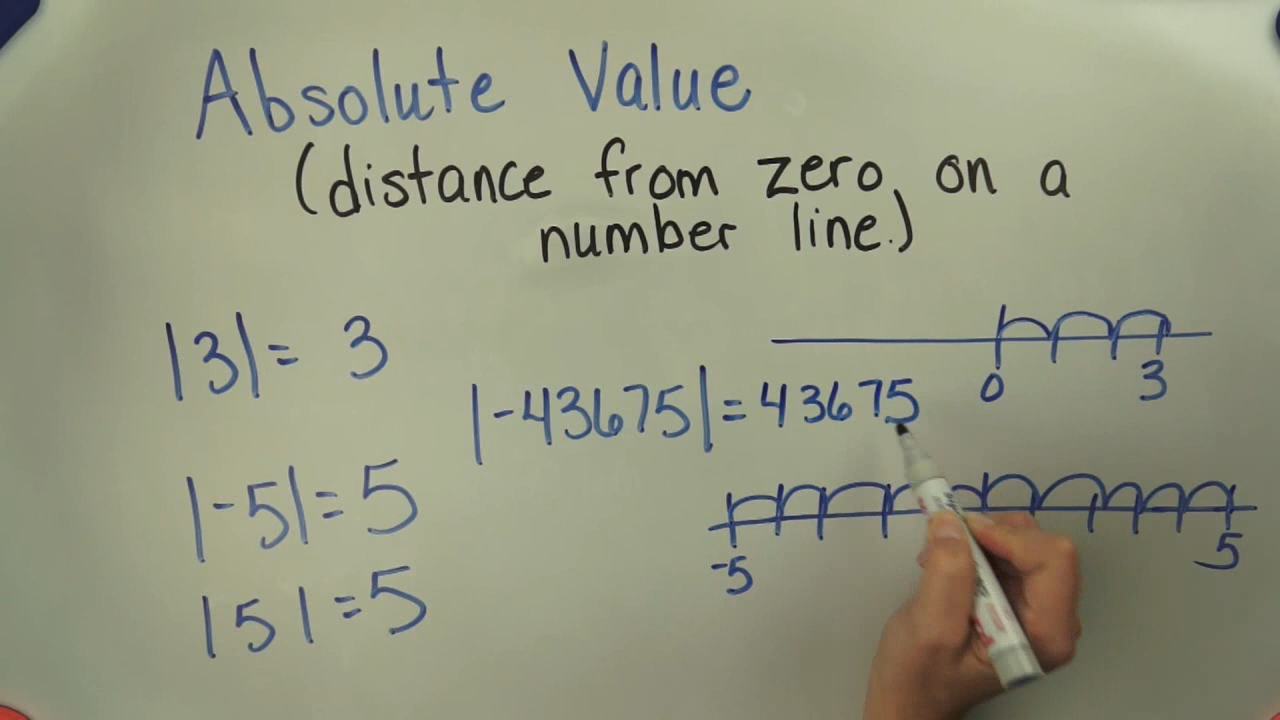 Absolute Value
(distance from zero, on a
number line.)
|3| = 3
0 3
|-43675| = 43675
|-5| = 5
-5 5
|5| = 5